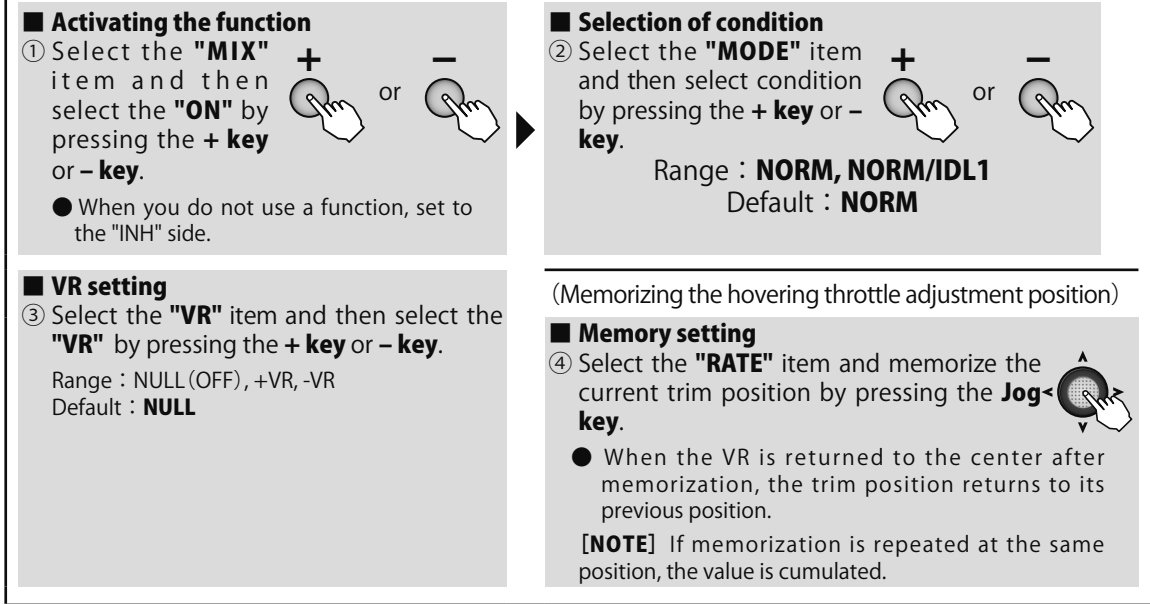 ■ Activating the function
① Select the "MIX"
item and then
select the "ON" by
pressing the + key
or – key.
+ or –
● When you do not use a function, set to
the "INH" side.
■ Selection of condition
② Select the "MODE" item
and then select condition
by pressing the + key or –
key.
+ or –
Range：NORM, NORM/IDL1
Default：NORM
■ VR setting
③ Select the "VR" item and then select the
"VR" by pressing the + key or – key.
Range：NULL(OFF), +VR, -VR
Default：NULL
（Memorizing the hovering throttle adjustment position）
■ Memory setting
④ Select the "RATE" item and memorize the
current trim position by pressing the Jog
key.
● When the VR is returned to the center after
memorization, the trim position returns to its
previous position.
[NOTE] If memorization is repeated at the same
position, the value is cumulated.